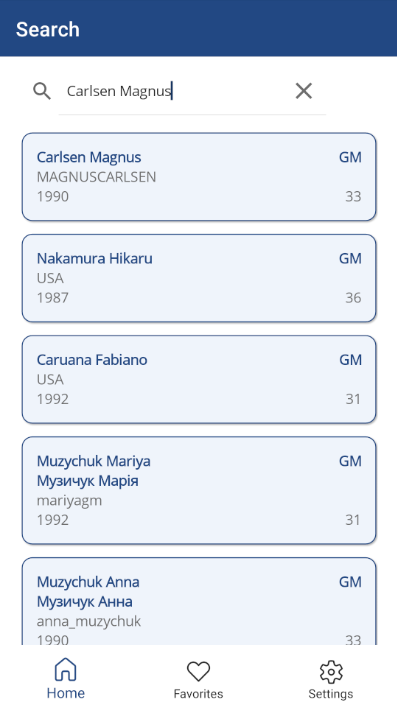 Search
Carlsen Magnus
Carlsen Magnus GM
MAGNUSCARLSEN
1990 33
Nakamura Hikaru GM
USA
1987 36
Caruana Fabiano GM
USA
1992 31
Muzychuk Mariya GM
Музичук Марія
mariyagm
1992 31
Muzychuk Anna GM
Музичук Анна
anna_muzychuk
1990 33
Home Favorites Settings